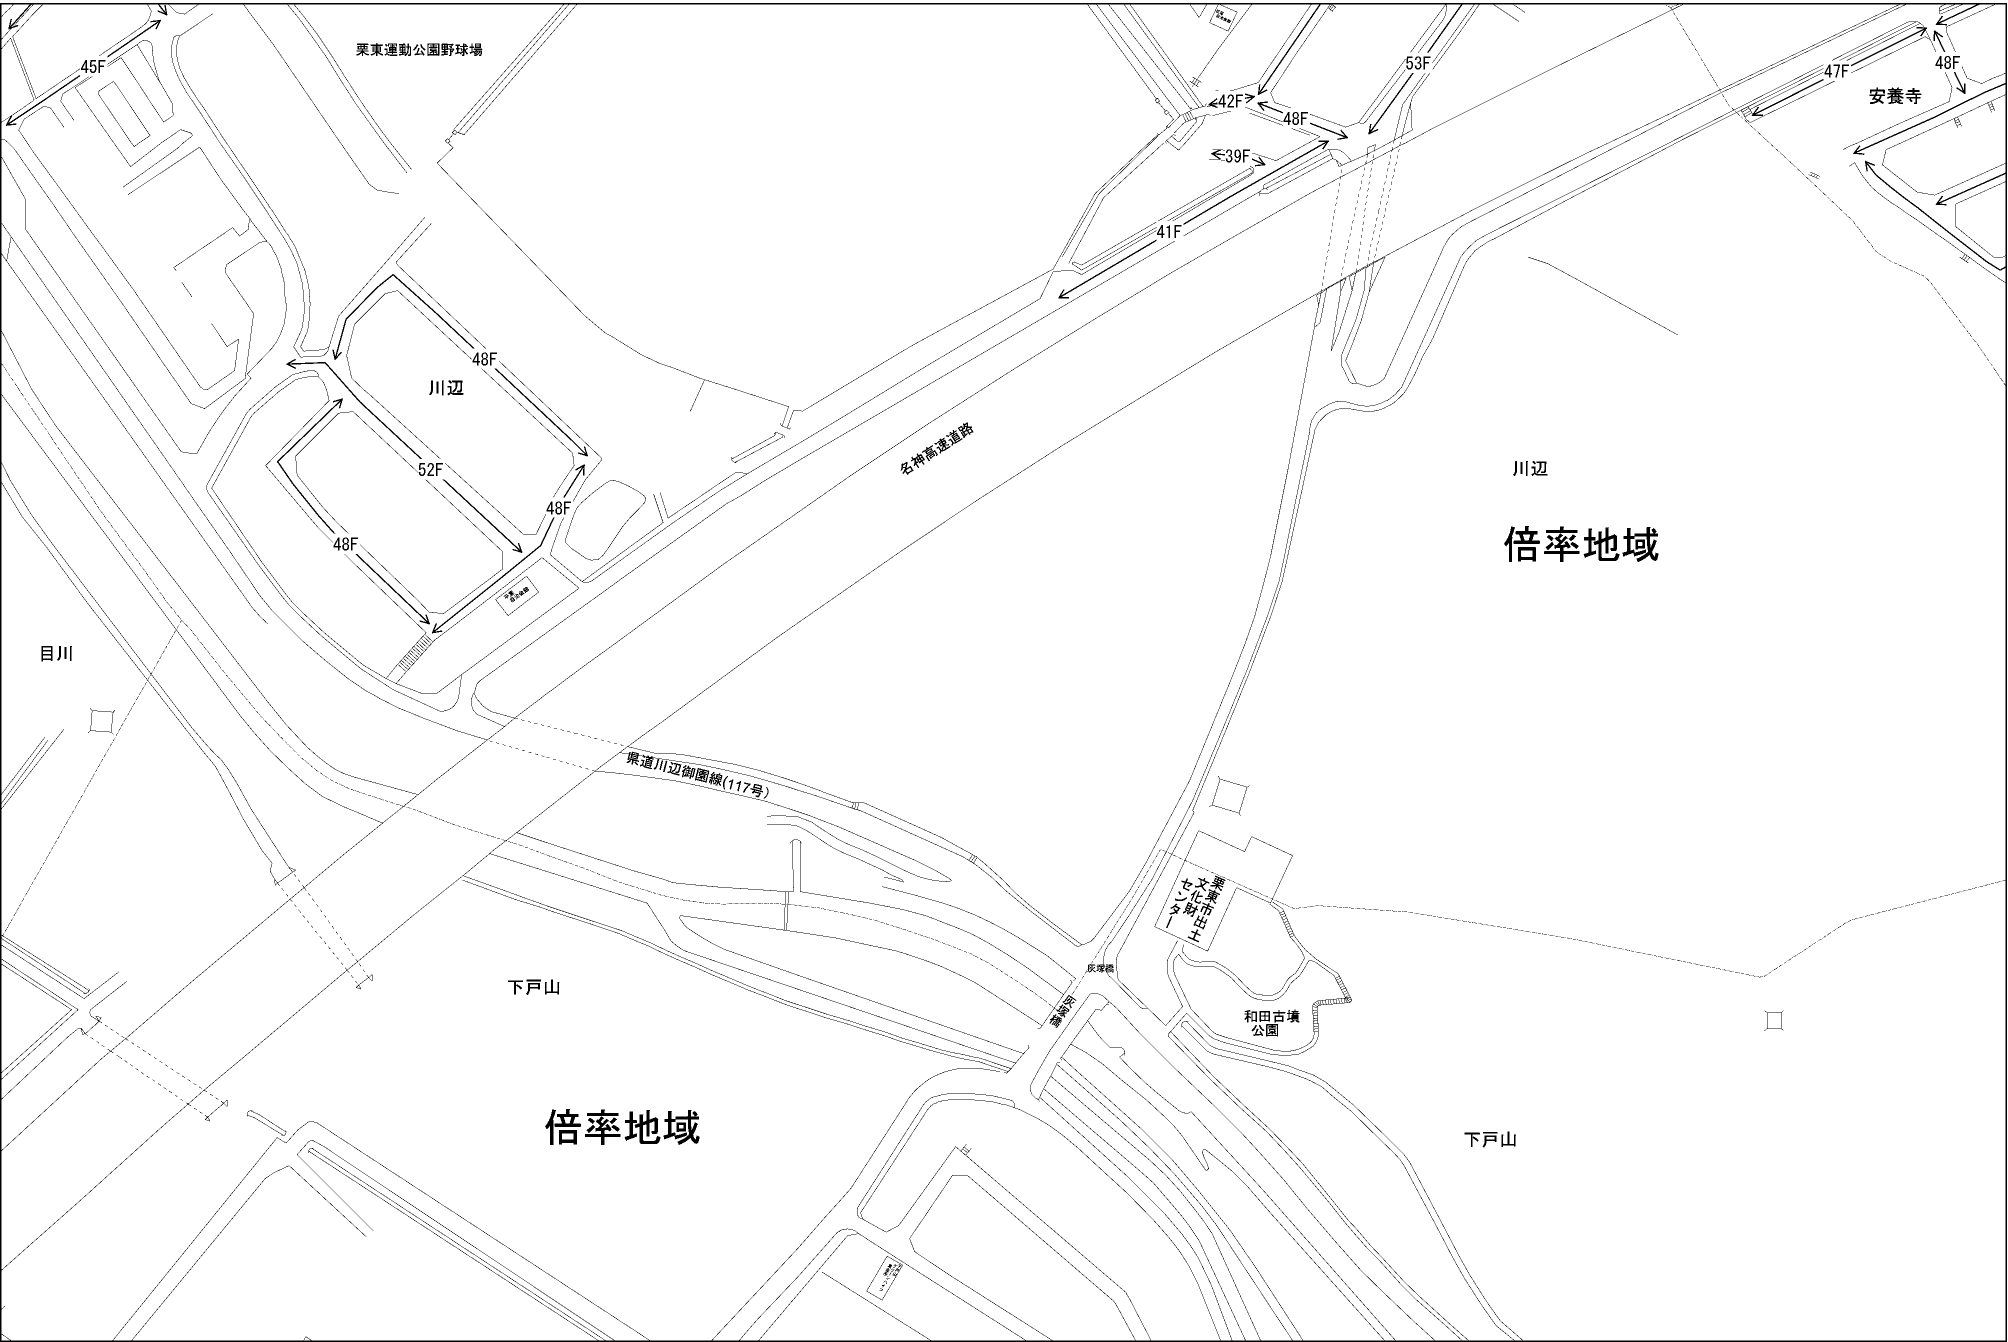 栗東運動公園野球場
45F
53F
42F
48F
47F
48F
安養寺
39F
41F
48F
川辺
52F
48F
48F
名神高速道路
川辺
倍率地域
目川
県道川辺御園線(117号)
栗東市出土
文化財
センター
灰塚橋
灰塚橋
和田古墳
公園
下戸山
倍率地域
下戸山